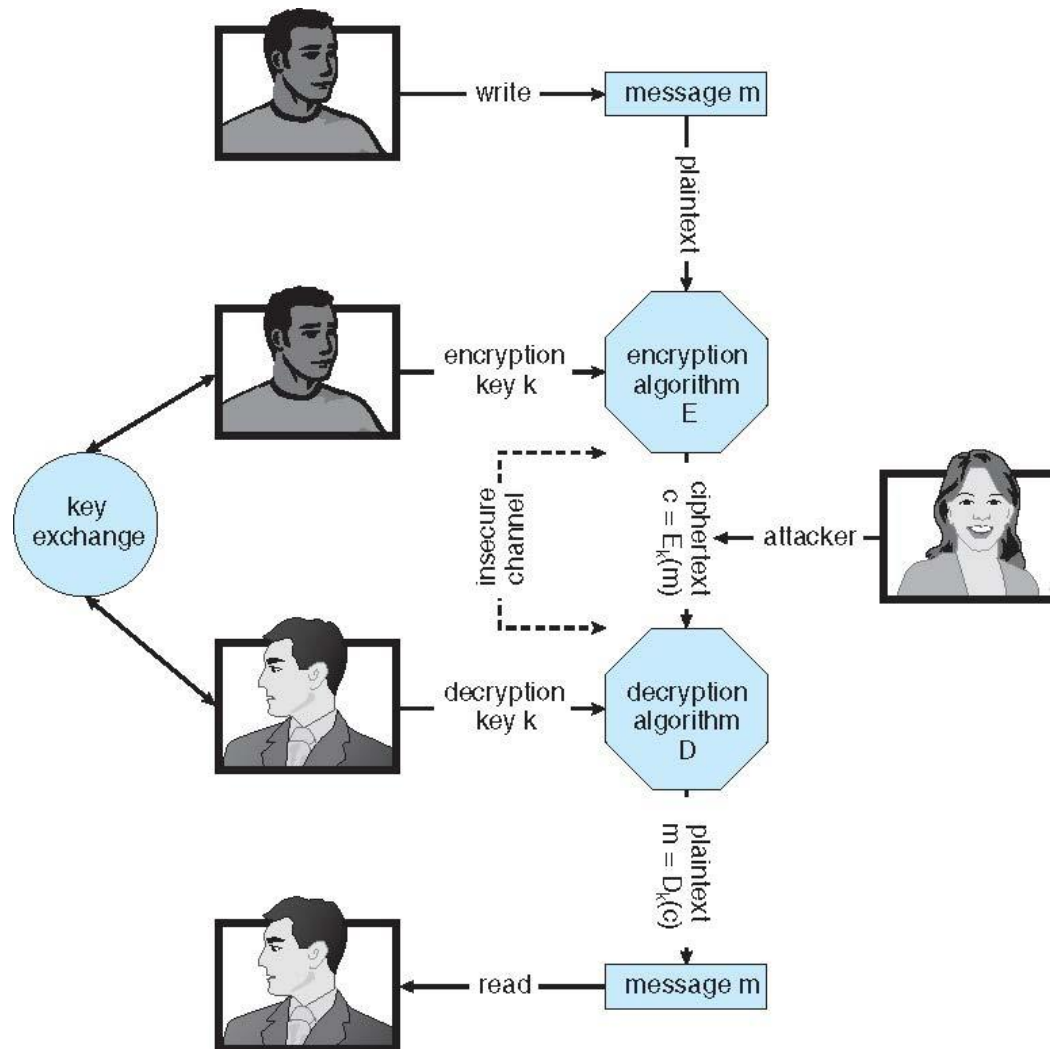 write
message m
plaintext
encryption
key k
encryption
algorithm
E
key
exchange
insecure
channel
ciphertext
c = Eₖ(m)
attacker
decryption
key k
decryption
algorithm
D
plaintext
m = Dₖ(c)
read
message m